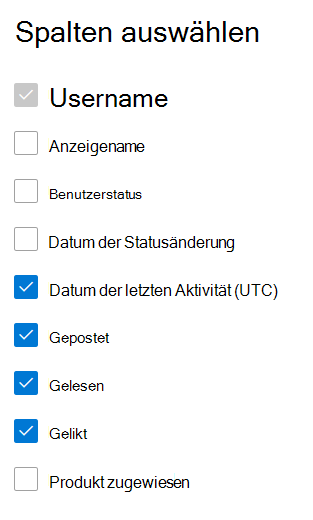 Spalten auswählen
Username
Anzeigename
Benutzerstatus
Datum der Statusänderung
Datum der letzten Aktivität (UTC)
Gepostet
Gelesen
Gelikt
Produkt zugewiesen